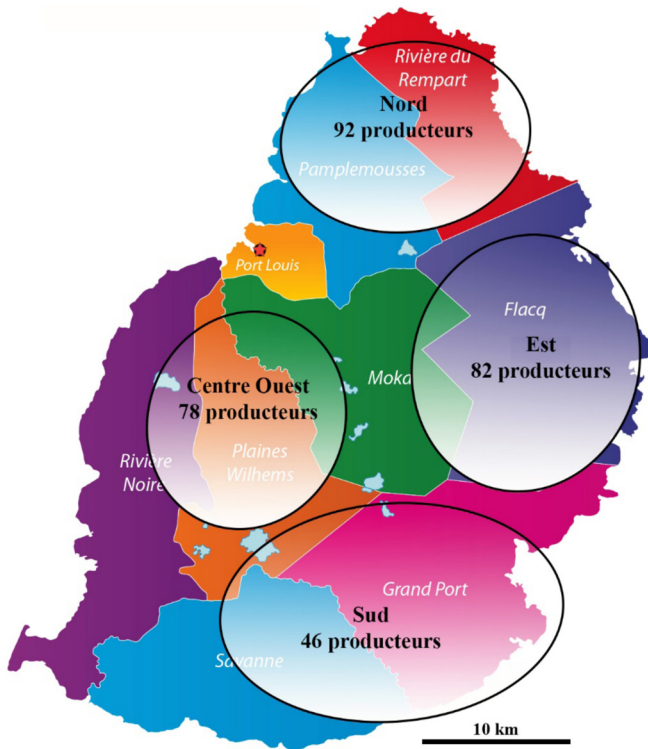 Rivière du
Rempart
Nord
92 producteurs
Pamplemousses
Port Louis
Flacq
Est
82 producteurs
Moka
Centre Ouest
78 producteurs
Plaines
Wilhems
Rivière
Noire
Grand Port
Sud
46 producteurs
Savanne
10 km